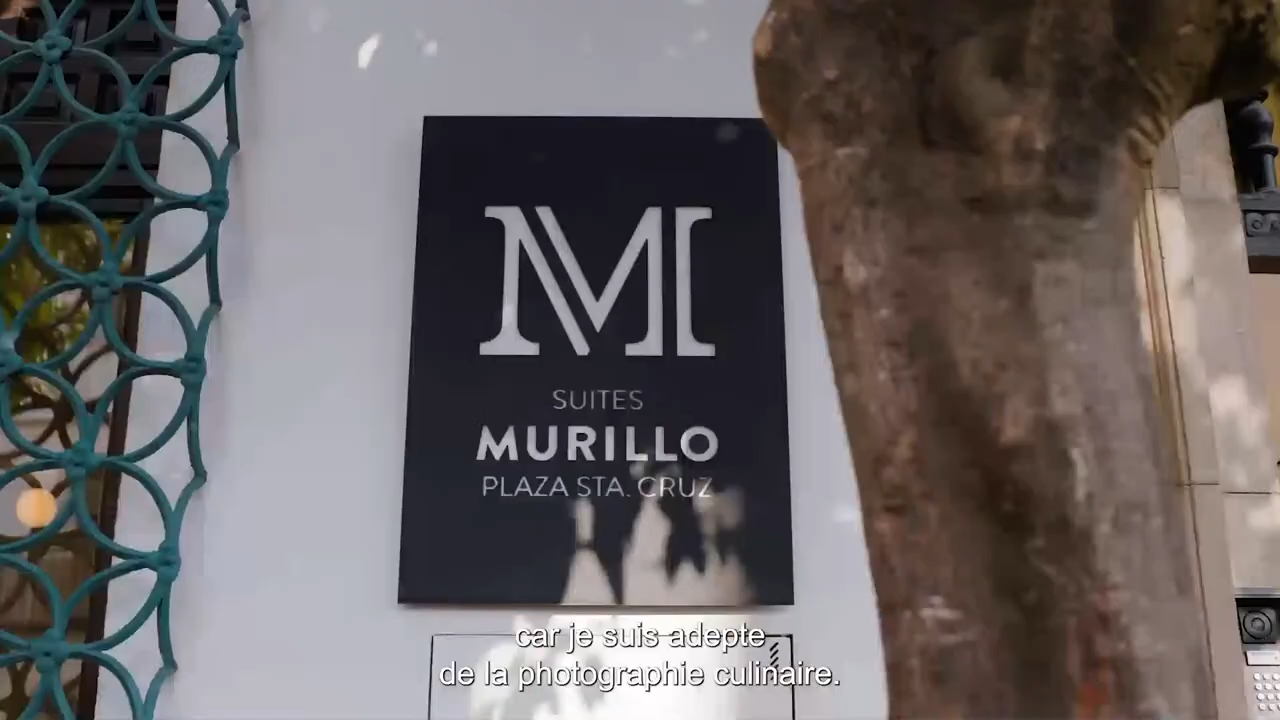 M
SUITES
MURILLO
PLAZA STA. CRUZ
car je suis adepte
de la photographie culinaire.